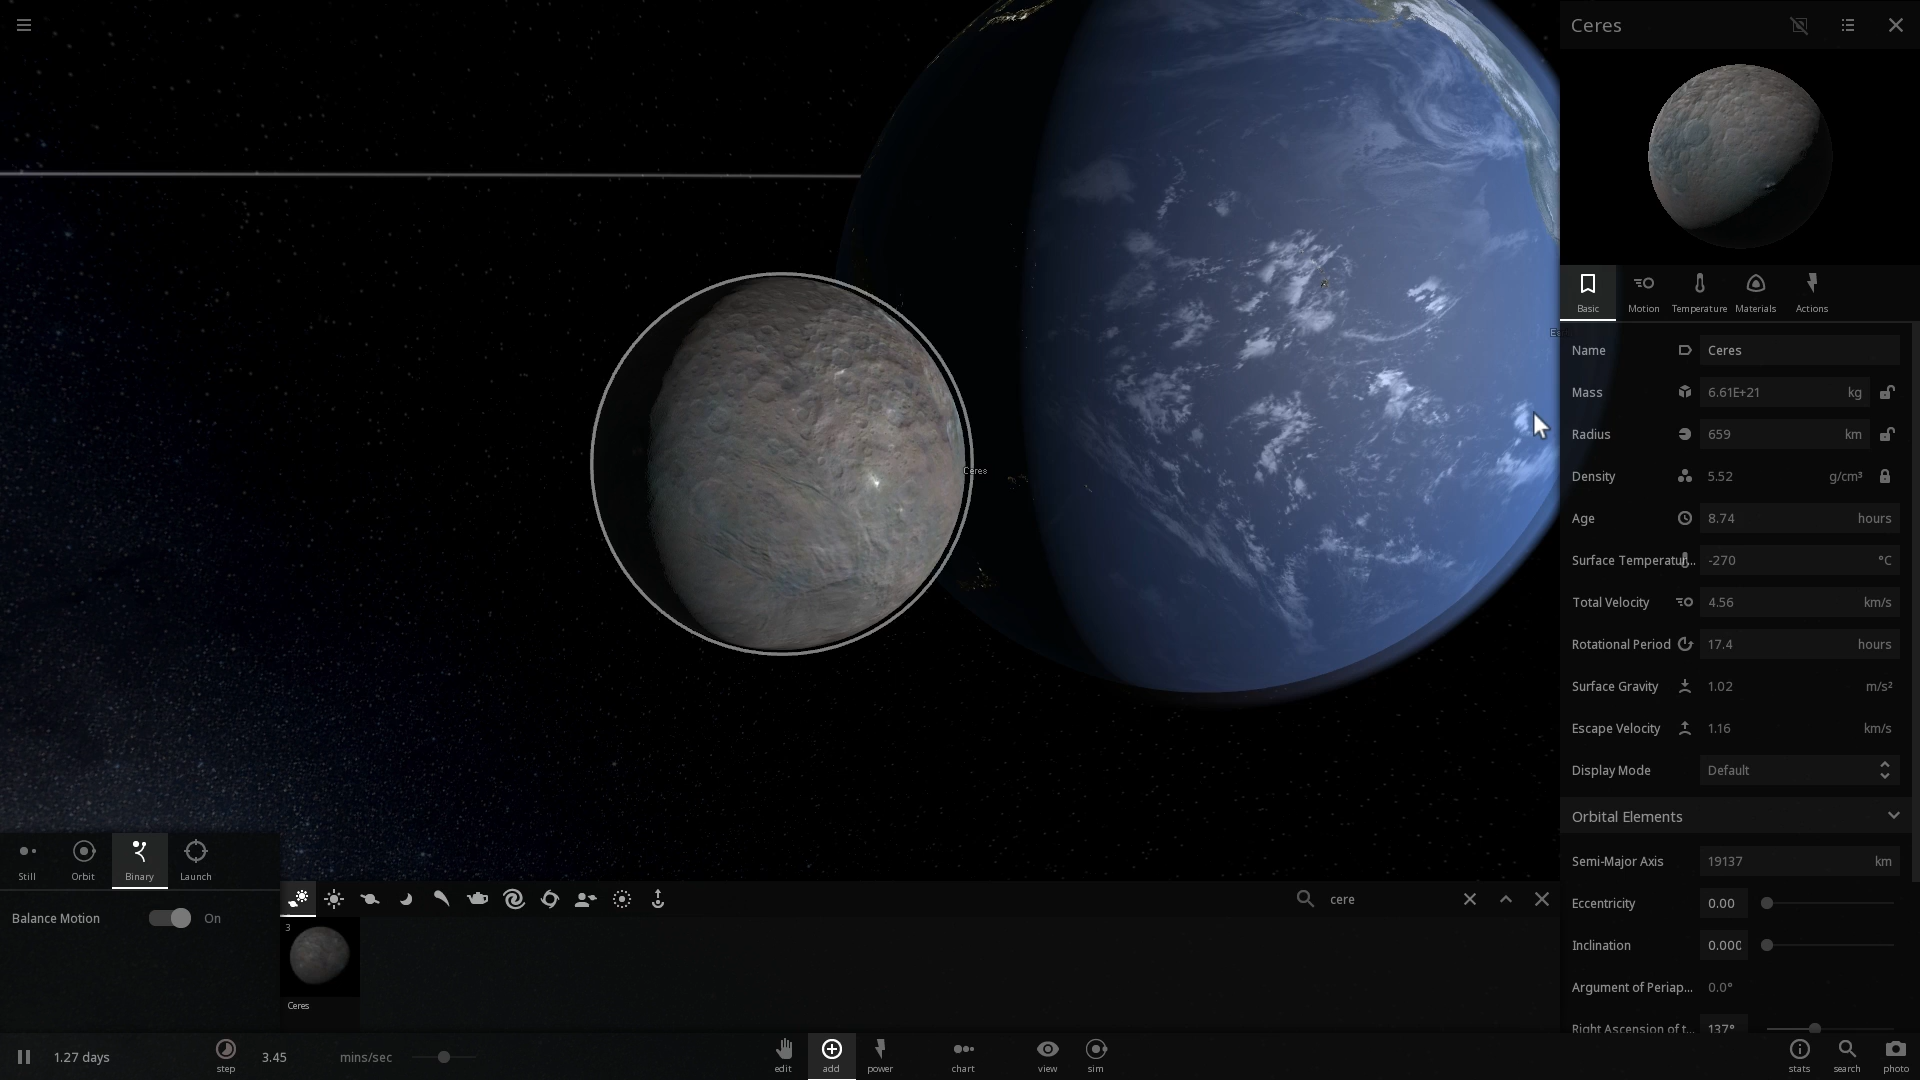 Ceres
Basic
Motion
Temperature
Materials
Actions
Name
Ceres
Mass
6.61E+21 kg
Radius
659 km
Density
5.52 g/cm³
Age
8.74 hours
Surface Temperatur...
-270 °C
Total Velocity
4.56 km/s
Rotational Period
17.4 hours
Surface Gravity
1.02 m/s²
Escape Velocity
1.16 km/s
Display Mode
Default
Orbital Elements
Semi-Major Axis
19137 km
Eccentricity
0.00
Inclination
0.000
Argument of Periap...
0.0°
Right Ascension of t...
137°
Ceres
Still
Orbit
Binary
Launch
Balance Motion
On
cere
3
Ceres
1.27 days
step
3.45 mins/sec
edit
add
power
chart
view
sim
stats
search
photo